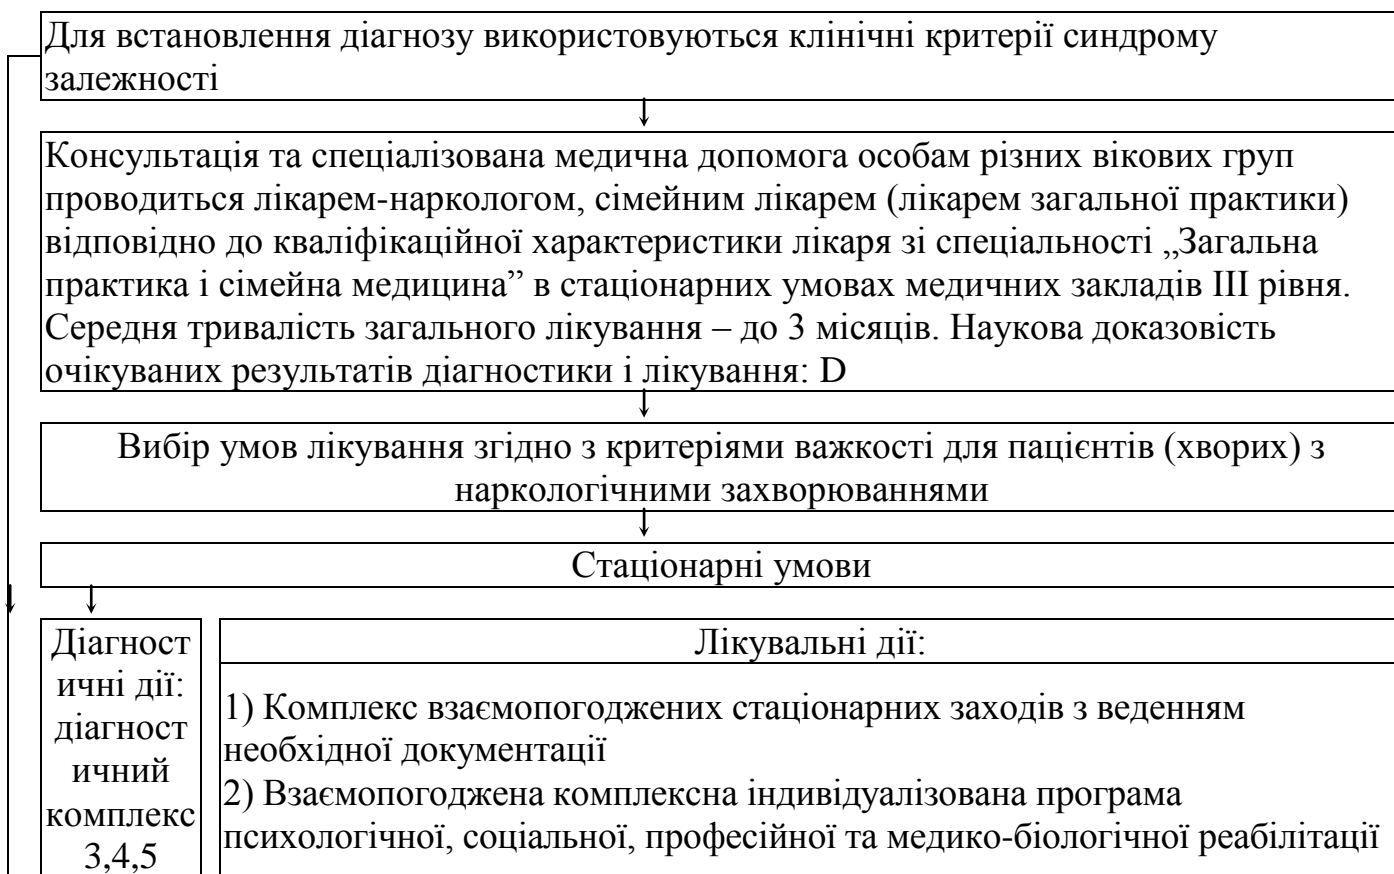 Для встановлення діагнозу використовуються клінічні критерії синдрому
залежності
Консультація та спеціалізована медична допомога особам різних вікових груп
проводиться лікарем-наркологом, сімейним лікарем (лікарем загальної практики)
відповідно до кваліфікаційної характеристики лікаря зі спеціальності „Загальна
практика і сімейна медицина” в стаціонарних умовах медичних закладів III рівня.
Середня тривалість загального лікування – до 3 місяців. Наукова доказовість
очікуваних результатів діагностики і лікування: D
Вибір умов лікування згідно з критеріями важкості для пацієнтів (хворих) з
наркологічними захворюваннями
Стаціонарні умови
Діагност
ичні дії:
діагност
ичний
комплекс
3,4,5
Лікувальні дії:
1) Комплекс взаємопогоджених стаціонарних заходів з веденням
необхідної документації
2) Взаємопогоджена комплексна індивідуалізована програма
психологічної, соціальної, професійної та медико-біологічної реабілітації